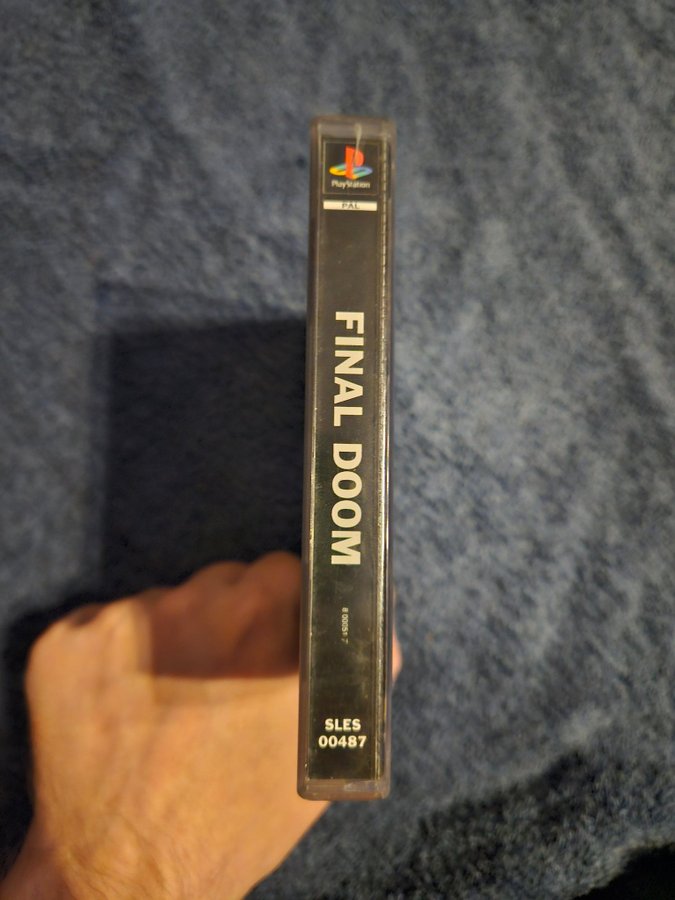 PlayStation
PAL
FINAL DOOM
SLES
00487